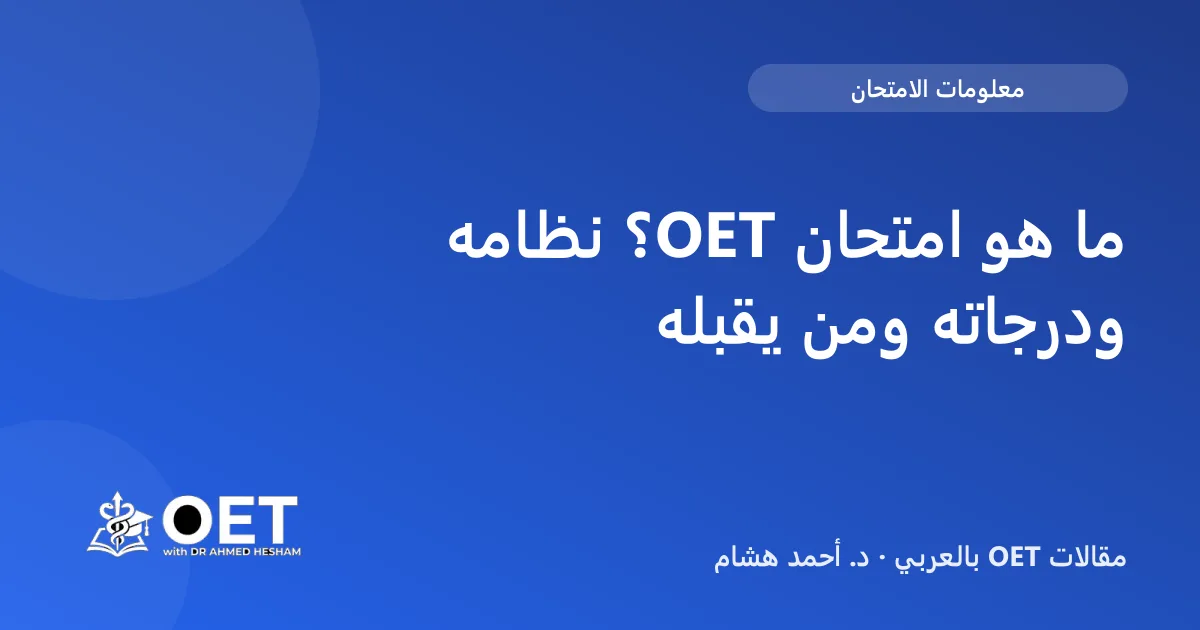 معلومات الامتحان
ما هو امتحان OET؟ نظامه
ودرجاته ومن يقبله
OET
with DR AHMED HESHAM
مقالات OET بالعربي · د. أحمد هشام